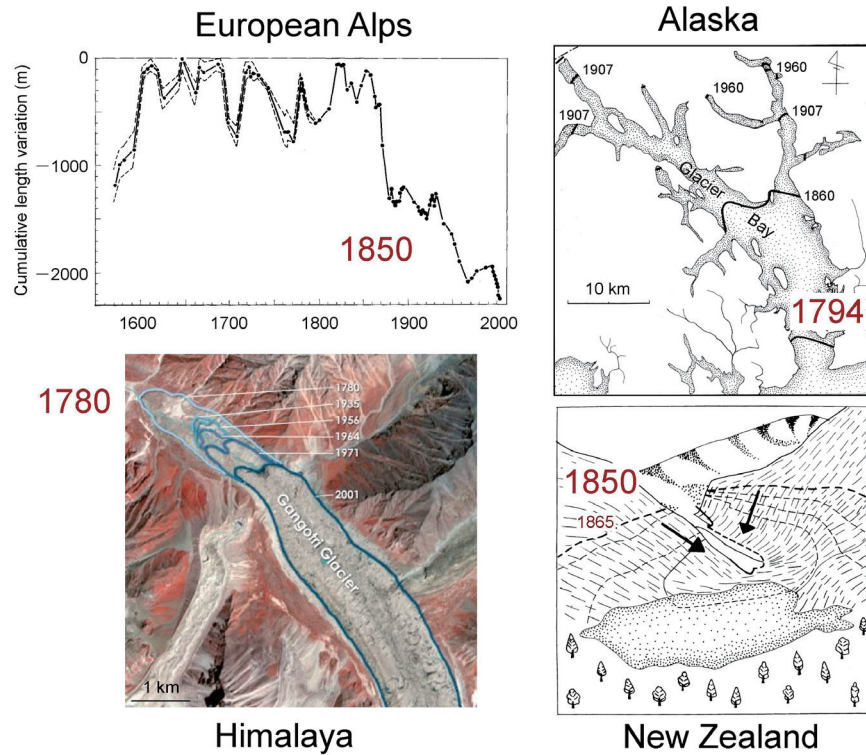 European Alps
Cumulative length variation (m)
0
−1000
−2000
1850
1600
1700
1800
1900
2000
Alaska
1907
1960
1960
1907
1907
1860
Glacier
Bay
10 km
1794
1780
1780
1935
1956
1964
1971
2001
Gangotri Glacier
1 km
Himalaya
1850
1865
New Zealand